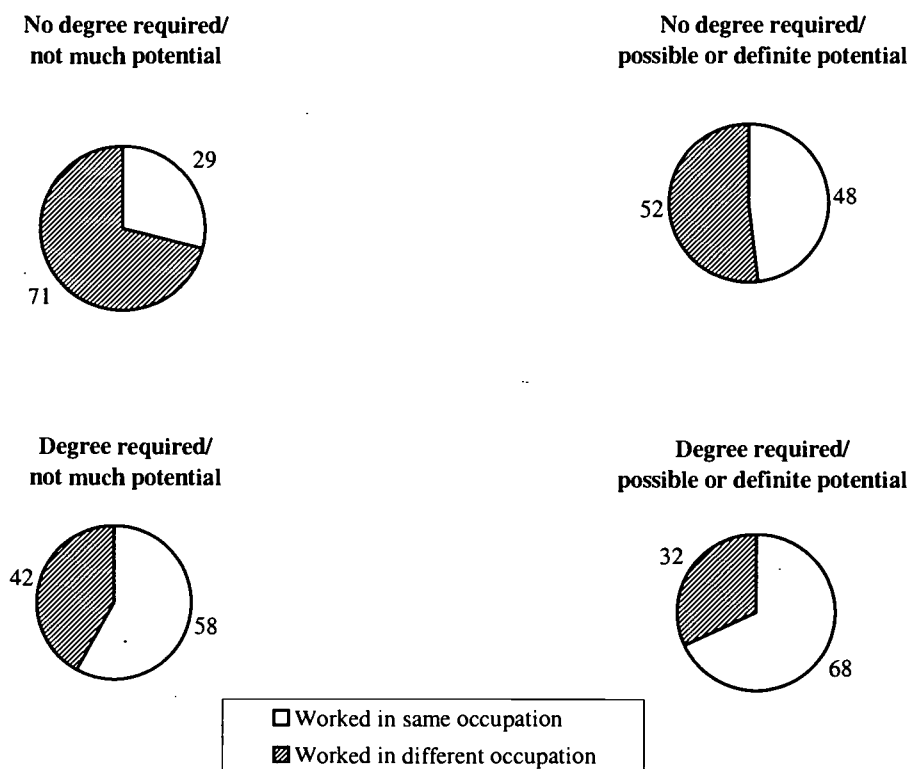 No degree required/
not much potential
29
71
No degree required/
possible or definite potential
52
48
Degree required/
not much potential
42
58
Degree required/
possible or definite potential
32
68
Worked in same occupation
Worked in different occupation